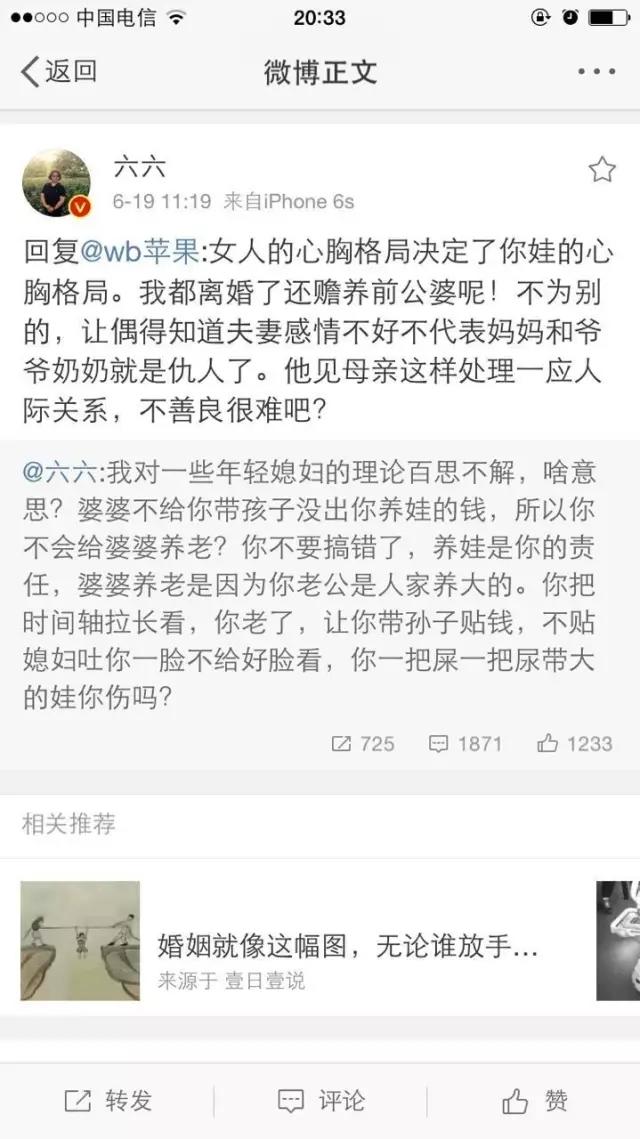 中国电信 20:33
返回 微博正文
六六
6-19 11:19 来自iPhone 6s
回复@wb苹果:女人的心胸格局决定了你娃的心
胸格局。我都离婚了还赡养前公婆呢！不为别
的，让偶得知道夫妻感情不好不代表妈妈和爷
爷奶奶就是仇人了。他见母亲这样处理一应人
际关系，不善良很难吧？
@六六:我对一些年轻媳妇的理论百思不解，啥意
思？婆婆不给你带孩子没出你养娃的钱，所以你
不会给婆婆养老？你不要搞错了，养娃是你的责
任，婆婆养老是因为你老公是人家养大的。你把
时间轴拉长看，你老了，让你带孙子贴钱，不贴
媳妇吐你一脸不给好脸看，你一把屎一把尿带大
的娃你伤吗？
725 1871 1233
相关推荐
婚姻就像这幅图，无论谁放手...
来源于 壹日壹说
转发 评论 赞